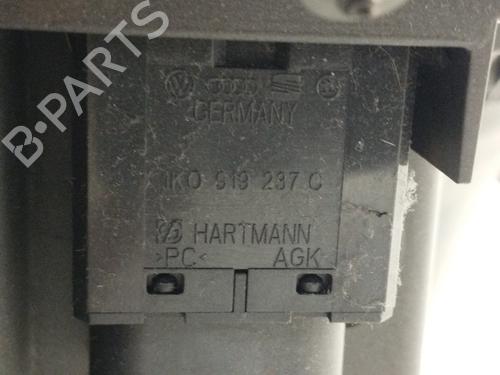 B-PARTS
GERMANY
1K0 919 237 C
HARTMANN
>PC< AGK